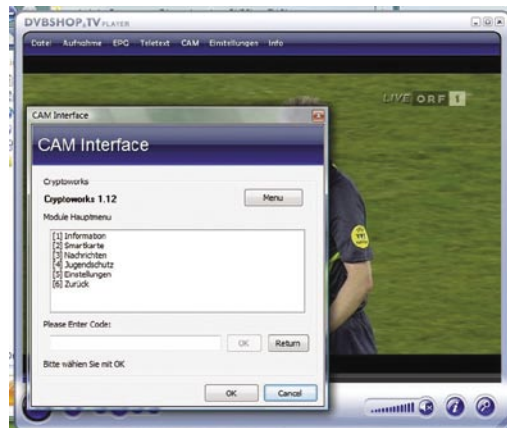 DVBSHOP.TV PLAYER
Datei Aufnahme EPG Teletext CAM Einstellungen Info
LIVE ORF 1
CAM Interface
CAM Interface
Cryptoworks
Cryptoworks 1.12
Menu
Module Hauptmenu
[1] Information
[2] Smartkarte
[3] Nachrichten
[4] Jugendschutz
[5] Einstellungen
[6] Zurück
Please Enter Code:
OK Return
Bitte wählen Sie mit OK
OK Cancel